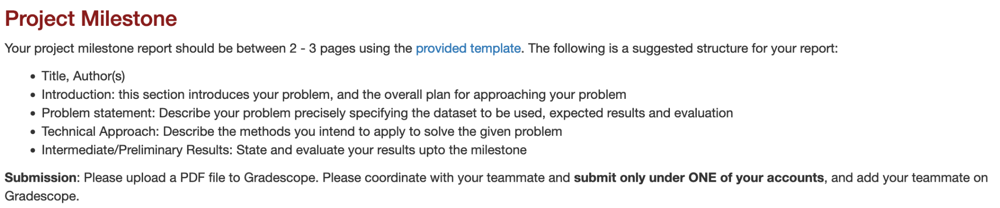 Project Milestone
Your project milestone report should be between 2 - 3 pages using the provided template. The following is a suggested structure for your report:
• Title, Author(s)
• Introduction: this section introduces your problem, and the overall plan for approaching your problem
• Problem statement: Describe your problem precisely specifying the dataset to be used, expected results and evaluation
• Technical Approach: Describe the methods you intend to apply to solve the given problem
• Intermediate/Preliminary Results: State and evaluate your results upto the milestone
Submission: Please upload a PDF file to Gradescope. Please coordinate with your teammate and submit only under ONE of your accounts, and add your teammate on
Gradescope.